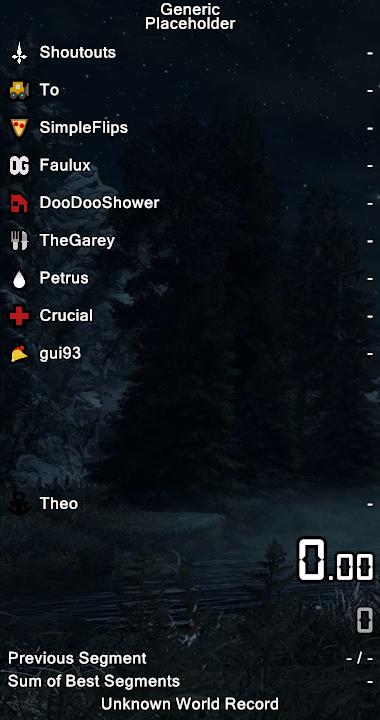 Generic
Placeholder
Shoutouts -
To -
SimpleFlips -
OG Faulux -
DooDooShower -
TheGarey -
Petrus -
Crucial -
gui93 -
Theo -
0.00
0
Previous Segment - / -
Sum of Best Segments -
Unknown World Record